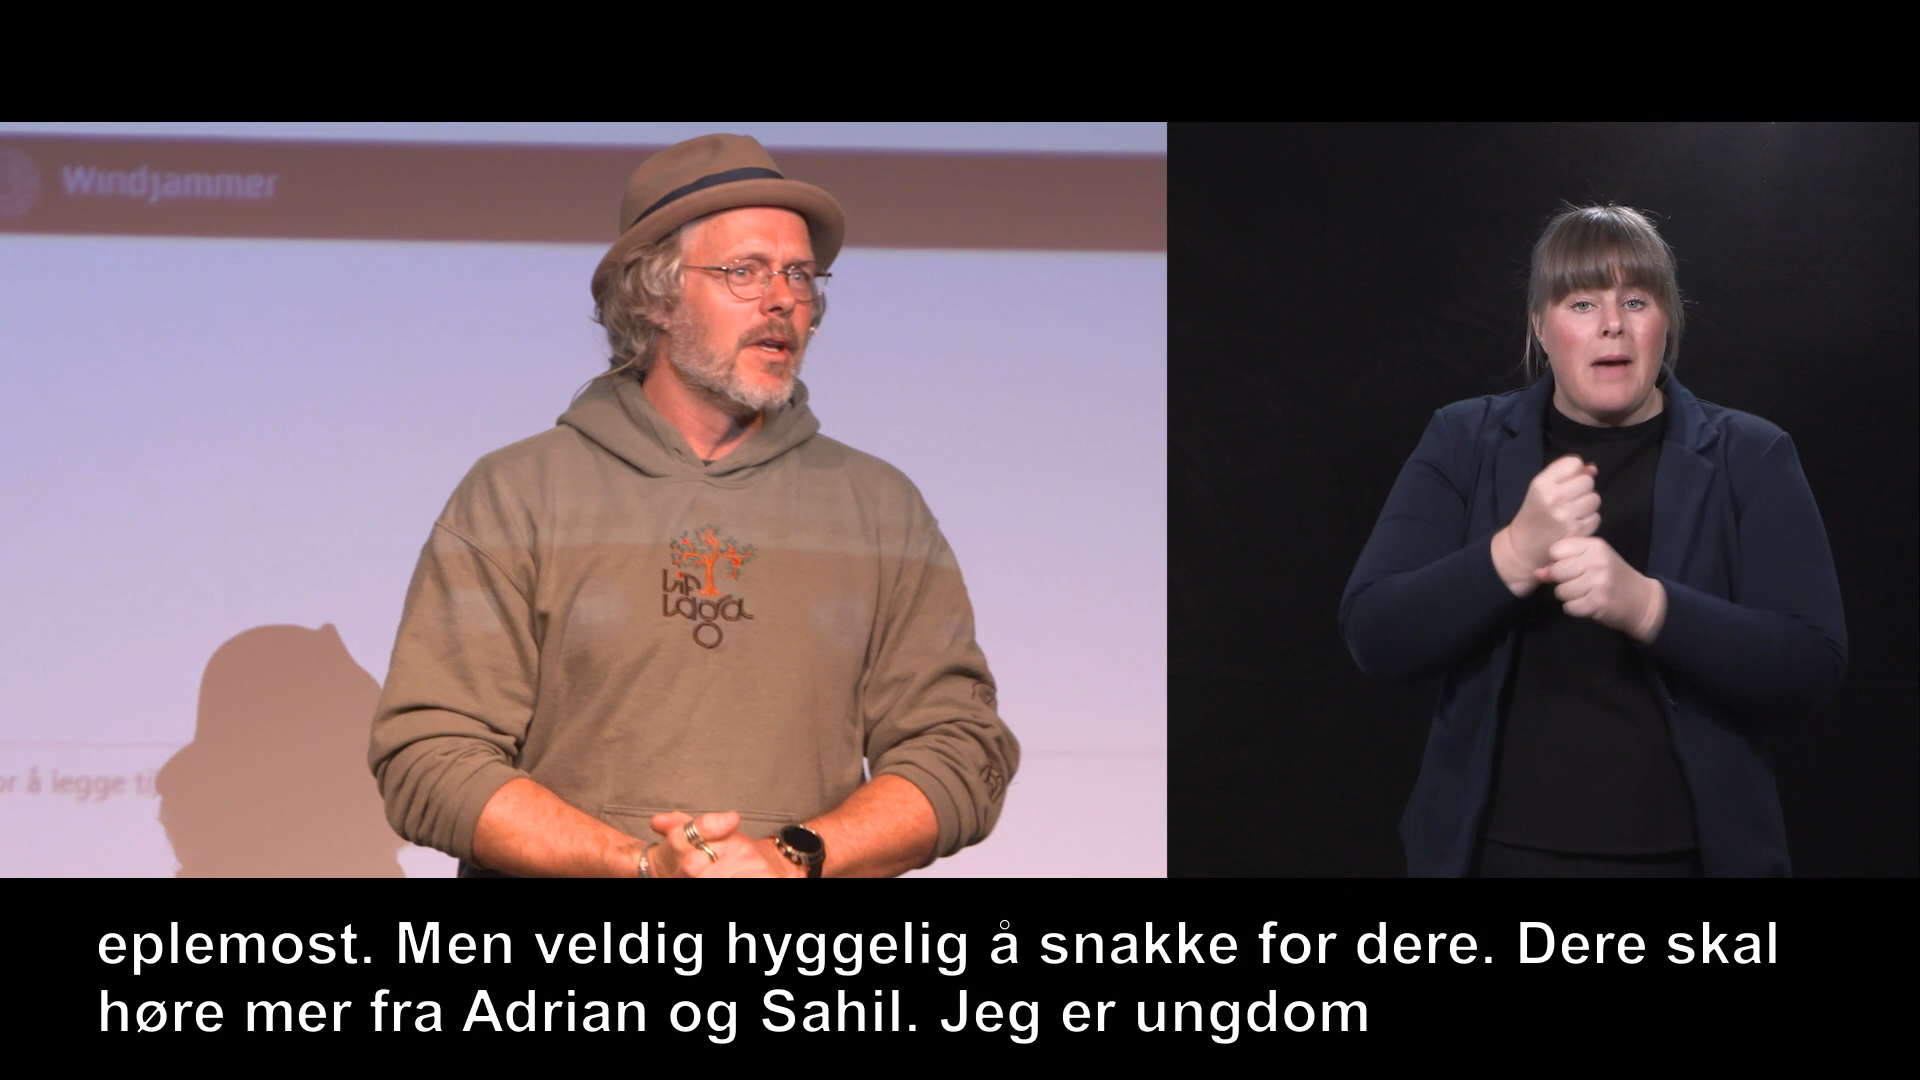 Windjammer
or å legge ti
eplemost. Men veldig hyggelig å snakke for dere. Dere skal
høre mer fra Adrian og Sahil. Jeg er ungdom